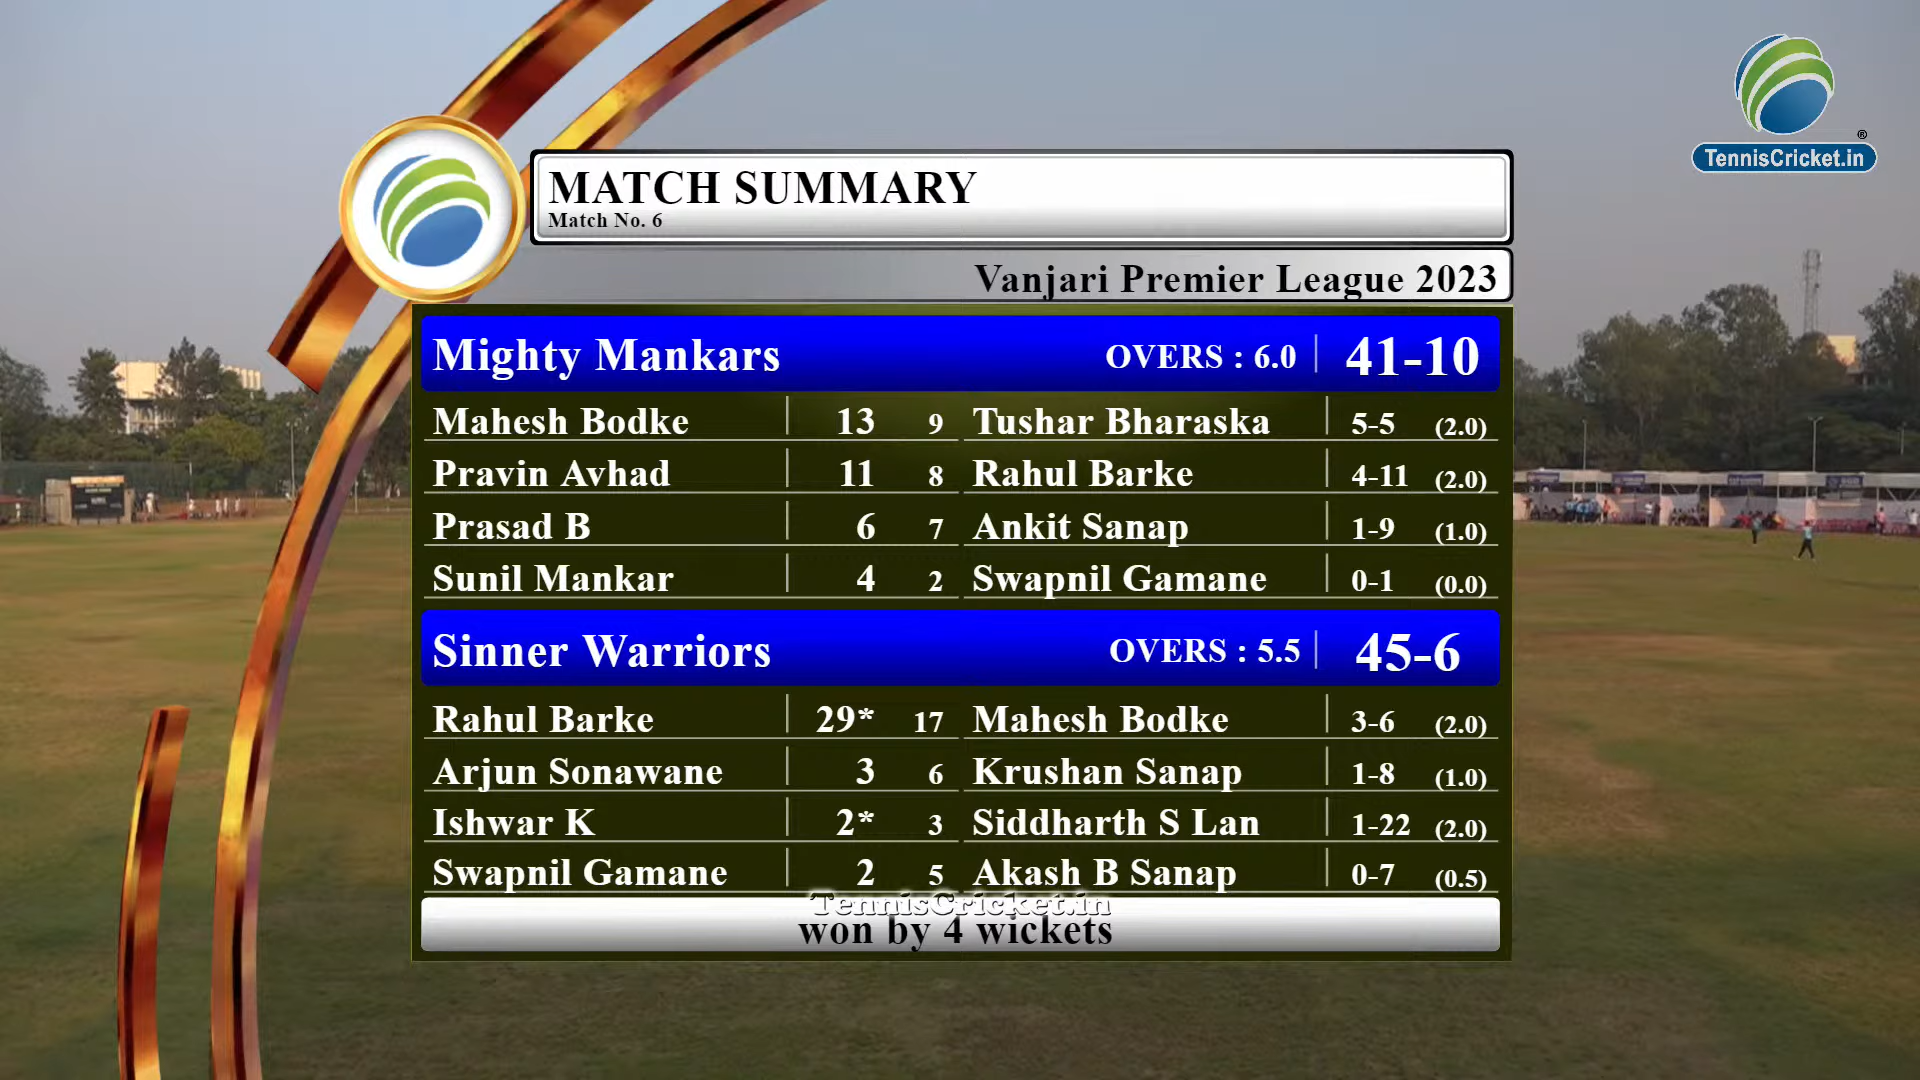 TennisCricket.in
®
MATCH SUMMARY
Match No. 6
Vanjari Premier League 2023
Mighty Mankars OVERS : 6.0 41-10
Mahesh Bodke 13 9 Tushar Bharaska 5-5 (2.0)
Pravin Avhad 11 8 Rahul Barke 4-11 (2.0)
Prasad B 6 7 Ankit Sanap 1-9 (1.0)
Sunil Mankar 4 2 Swapnil Gamane 0-1 (0.0)
Sinner Warriors OVERS : 5.5 45-6
Rahul Barke 29* 17 Mahesh Bodke 3-6 (2.0)
Arjun Sonawane 3 6 Krushan Sanap 1-8 (1.0)
Ishwar K 2* 3 Siddharth S Lan 1-22 (2.0)
Swapnil Gamane 2 5 Akash B Sanap 0-7 (0.5)
TennisCricket.in
won by 4 wickets